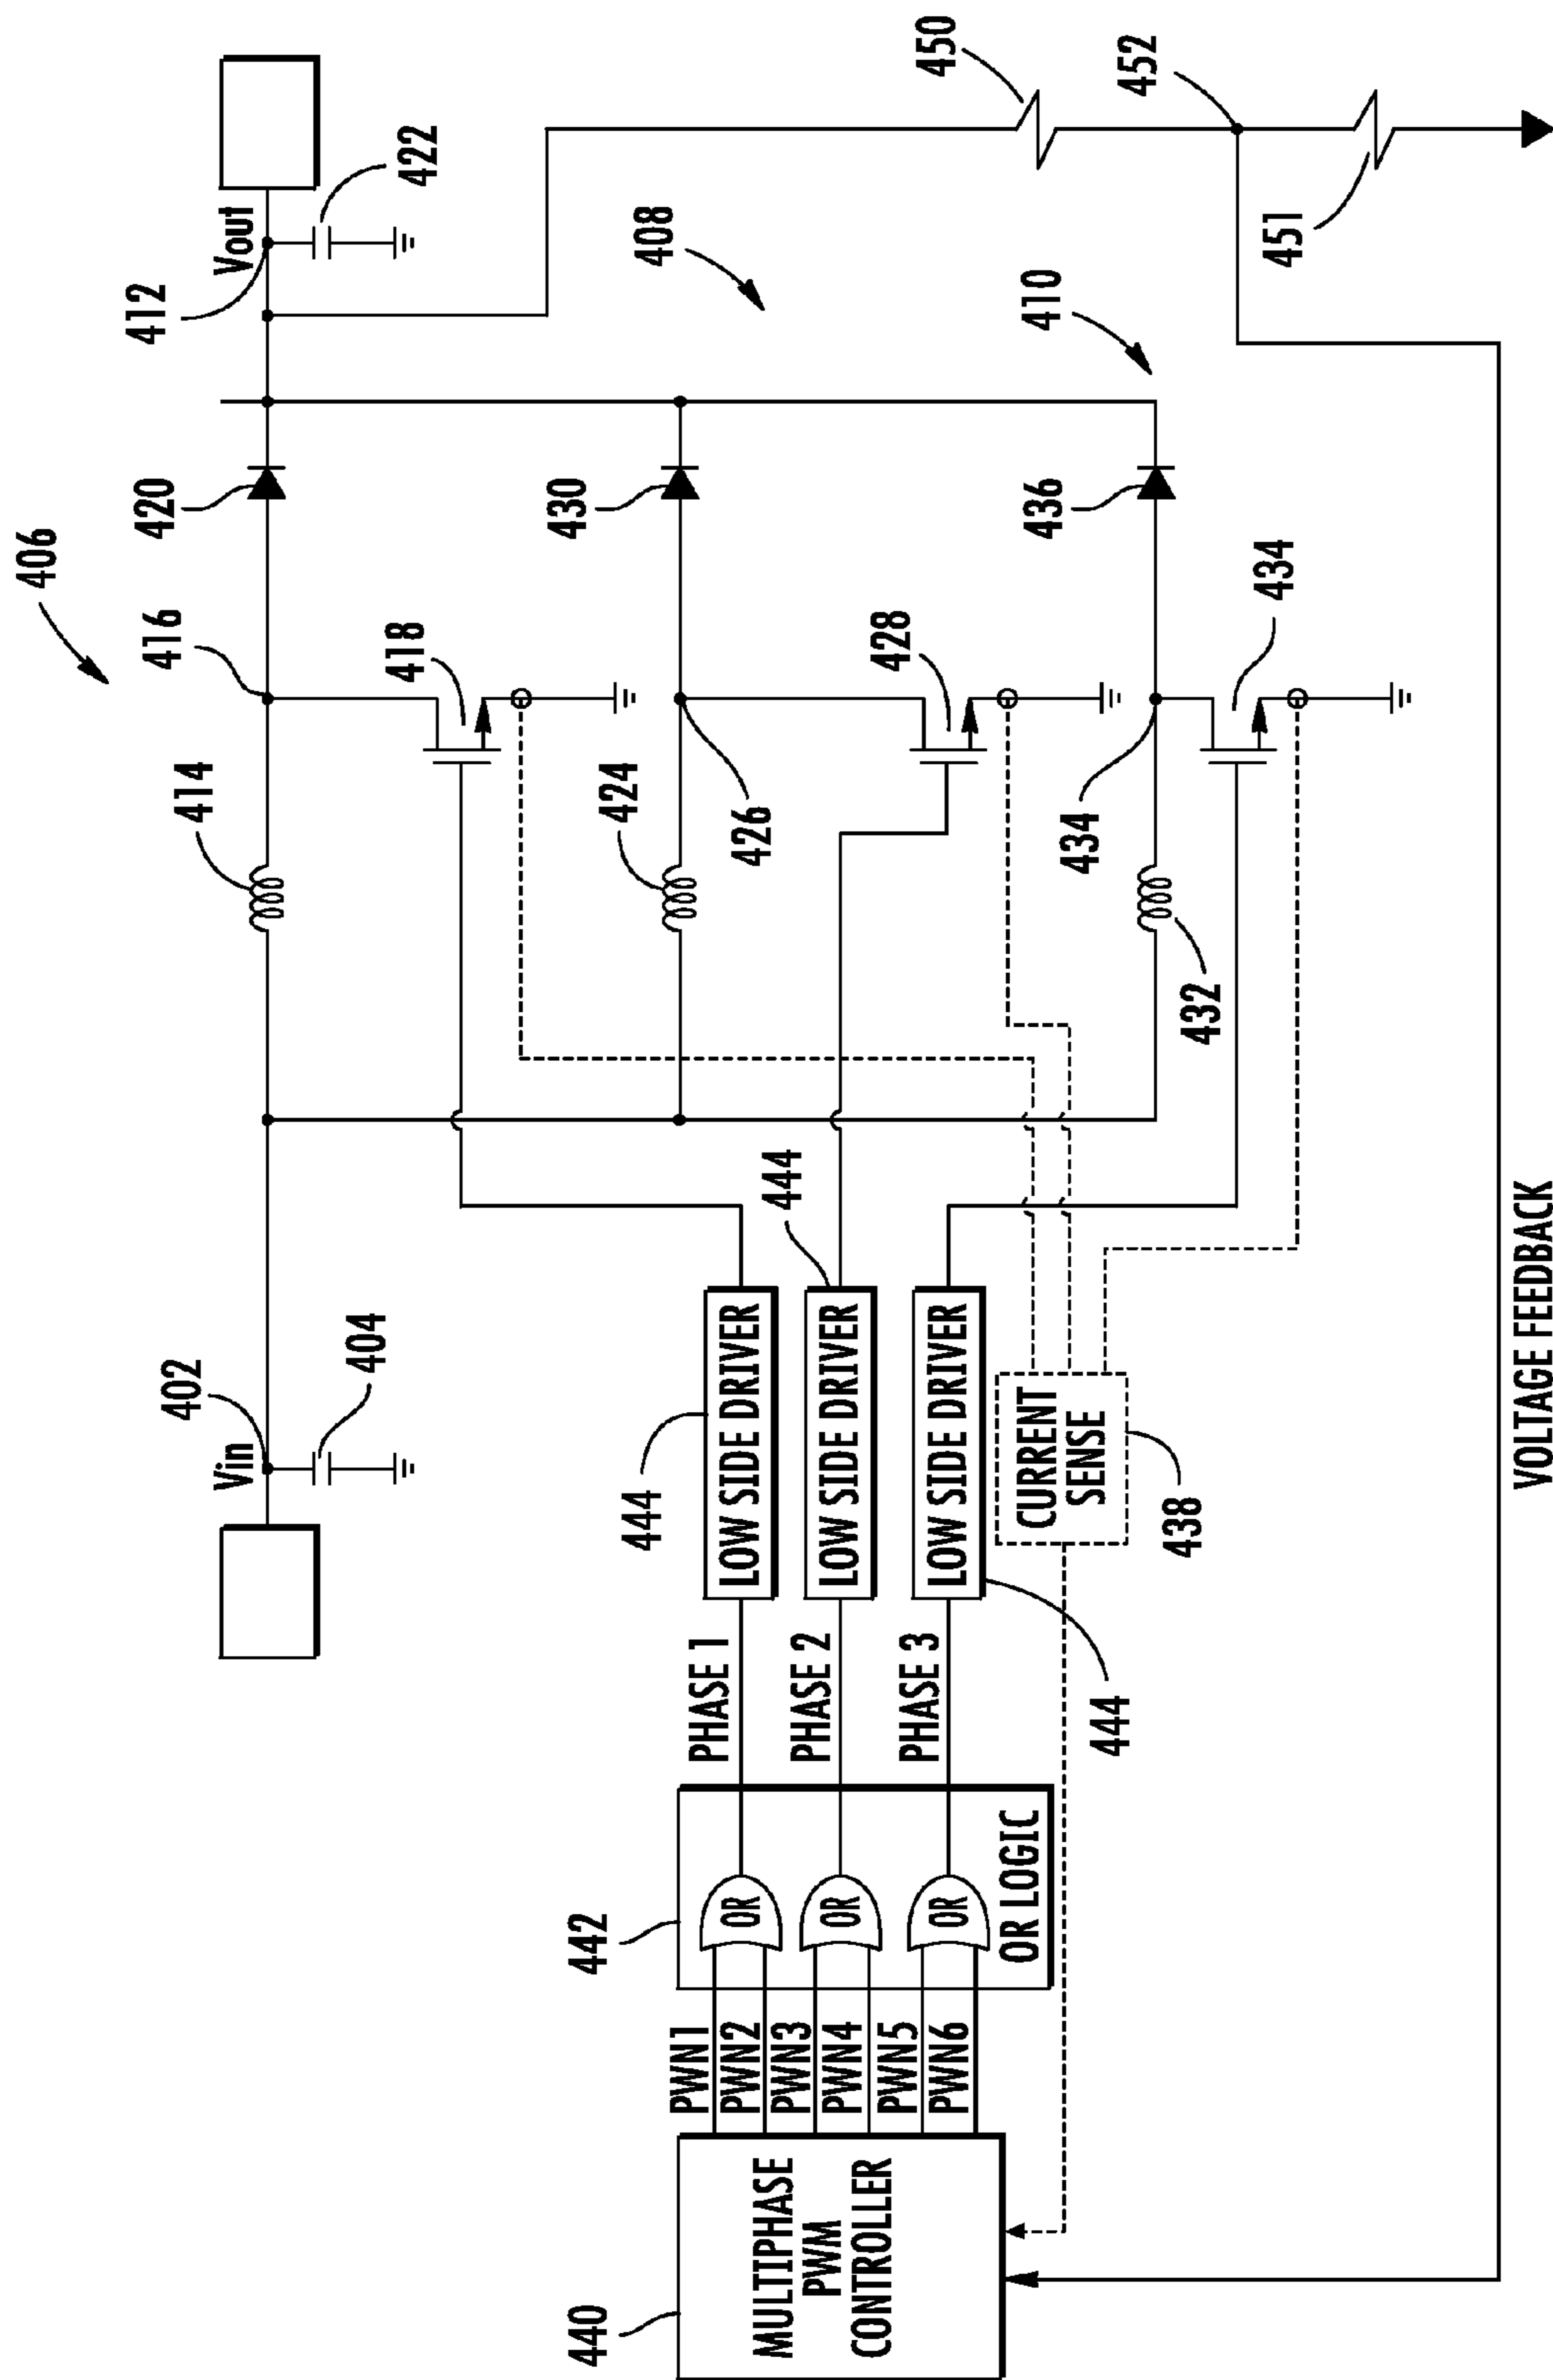 406
402
Vin
404
414
416
420
412
Vout
422
418
424
426
430
408
428
432
434
434
436
410
450
452
451
440
MULTIPHASE
PWM
CONTROLLER
PWN1
PWN2
PWN3
PWN4
PWN5
PWN6
442
OR
OR
OR
OR LOGIC
PHASE 1
PHASE 2
PHASE 3
444
LOW SIDE DRIVER
444
LOW SIDE DRIVER
LOW SIDE DRIVER
444
CURRENT
SENSE
438
VOLTAGE FEEDBACK